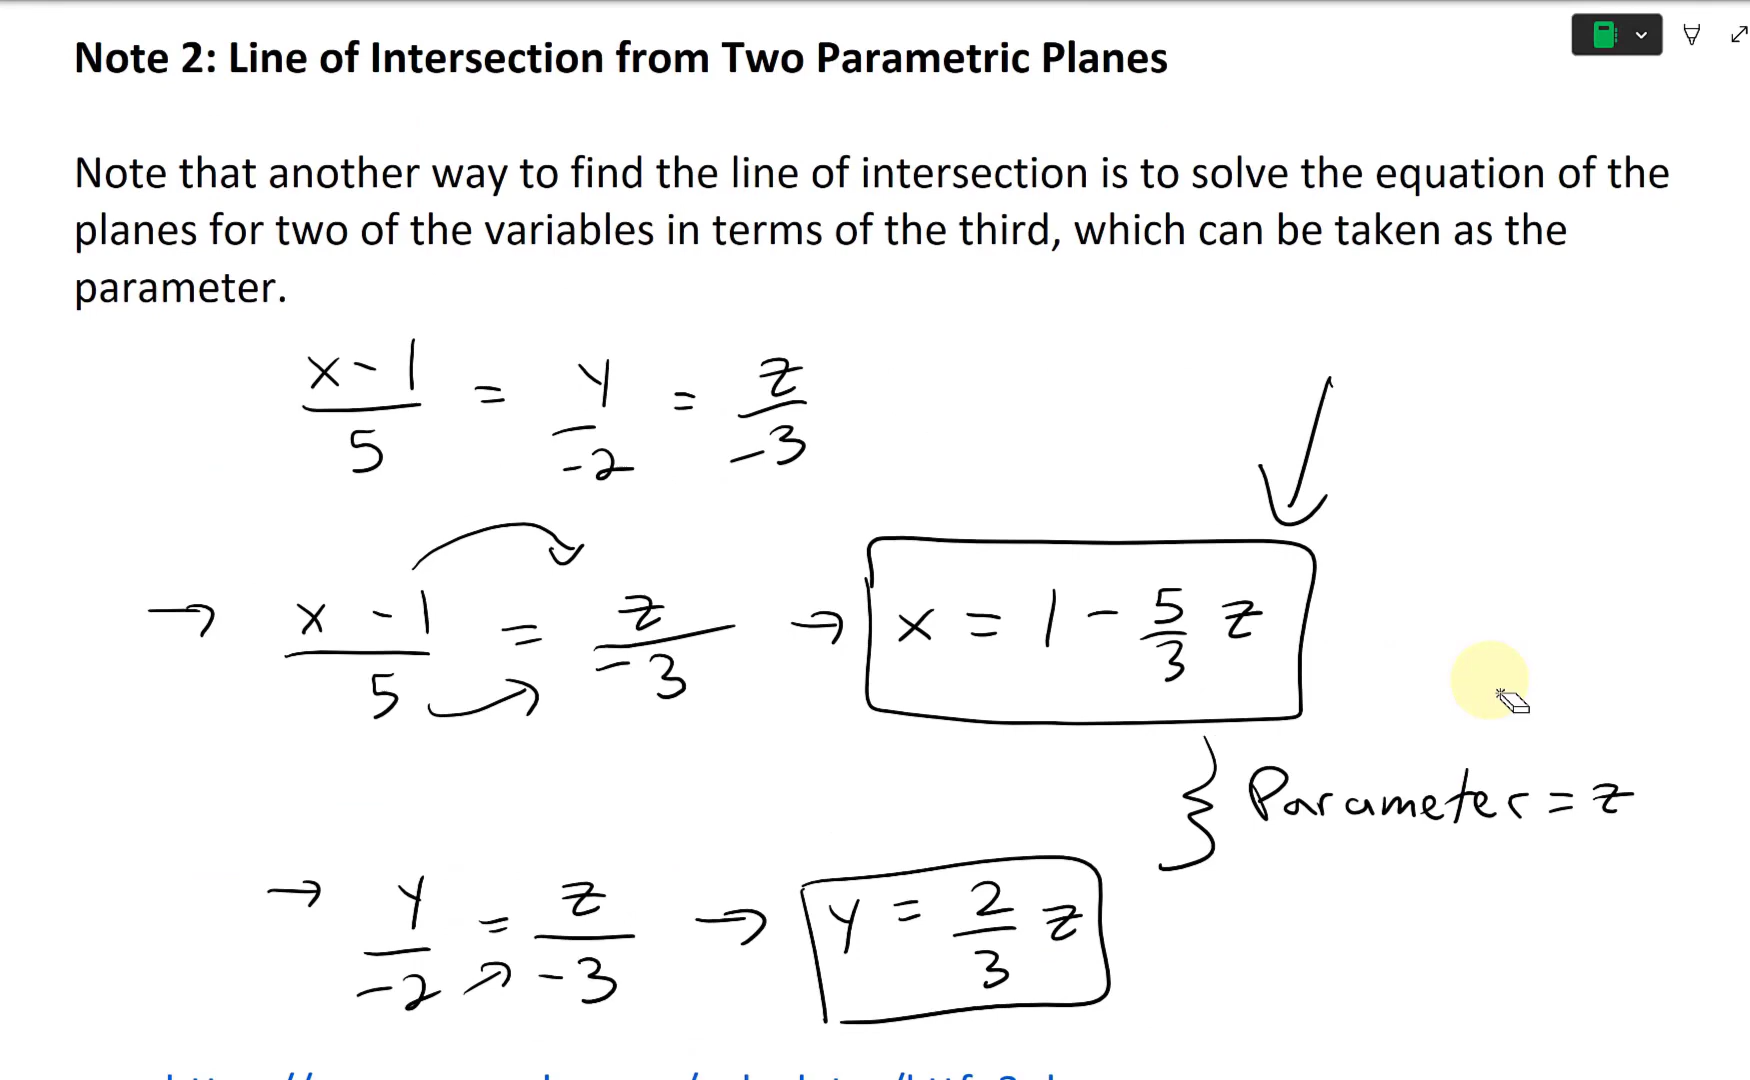 Note 2: Line of Intersection from Two Parametric Planes
Note that another way to find the line of intersection is to solve the equation of the
planes for two of the variables in terms of the third, which can be taken as the
parameter.
x-1/5 = y/-2 = z/-3
→ x-1/5 = z/-3 → x = 1 - 5/3 z
} Parameter = z
→ y/-2 = z/-3 → y = 2/3 z